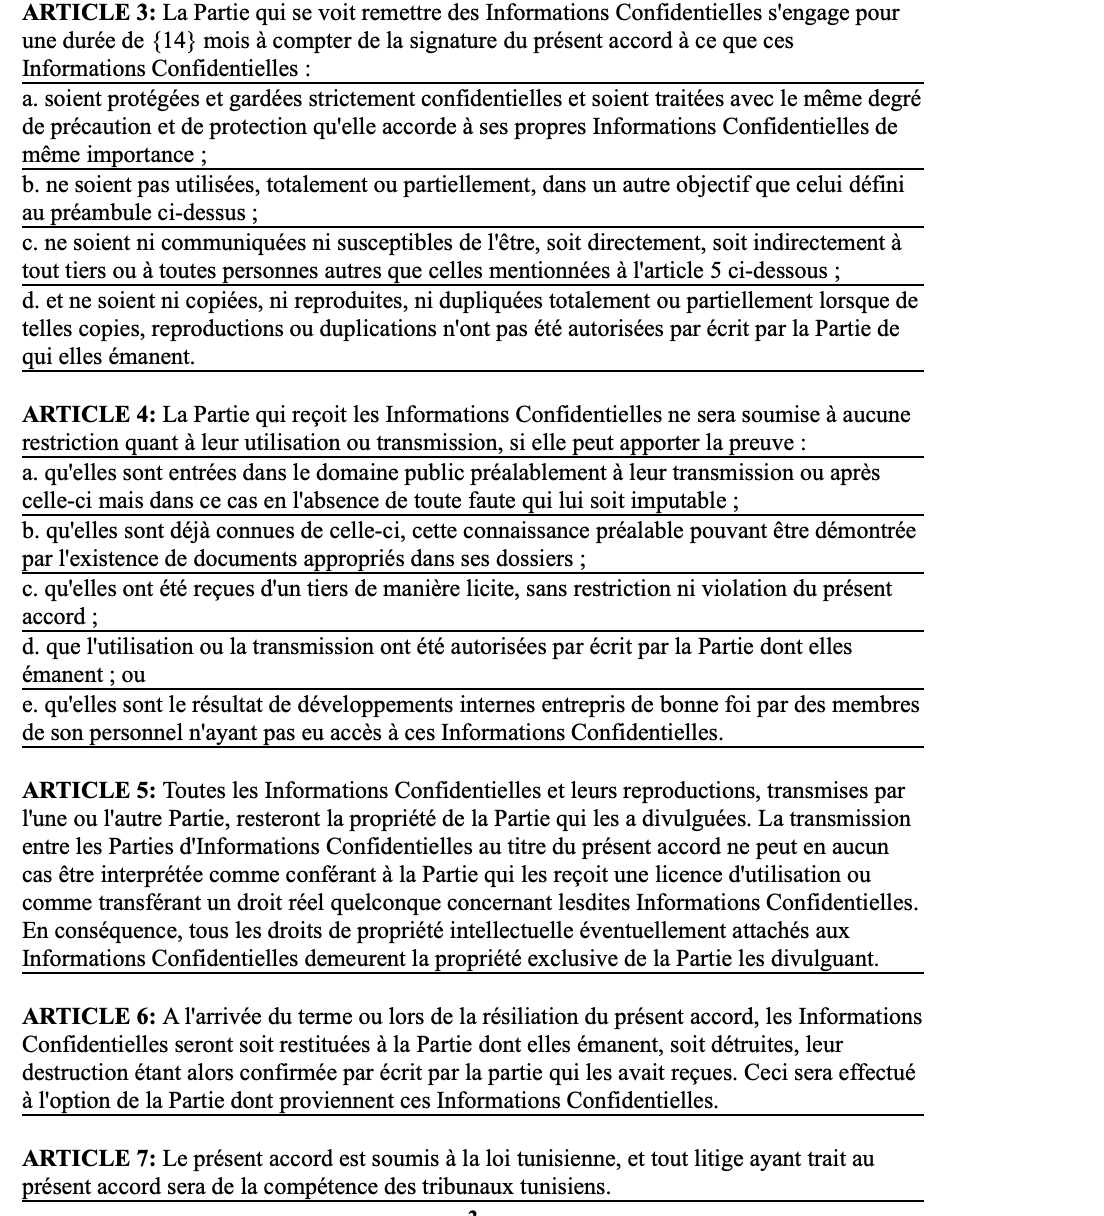 ARTICLE 3: La Partie qui se voit remettre des Informations Confidentielles s'engage pour
une durée de {14} mois à compter de la signature du présent accord à ce que ces
Informations Confidentielles :
a. soient protégées et gardées strictement confidentielles et soient traitées avec le même degré
de précaution et de protection qu'elle accorde à ses propres Informations Confidentielles de
même importance ;
b. ne soient pas utilisées, totalement ou partiellement, dans un autre objectif que celui défini
au préambule ci-dessus ;
c. ne soient ni communiquées ni susceptibles de l'être, soit directement, soit indirectement à
tout tiers ou à toutes personnes autres que celles mentionnées à l'article 5 ci-dessous ;
d. et ne soient ni copiées, ni reproduites, ni dupliquées totalement ou partiellement lorsque de
telles copies, reproductions ou duplications n'ont pas été autorisées par écrit par la Partie de
qui elles émanent.
ARTICLE 4: La Partie qui reçoit les Informations Confidentielles ne sera soumise à aucune
restriction quant à leur utilisation ou transmission, si elle peut apporter la preuve :
a. qu'elles sont entrées dans le domaine public préalablement à leur transmission ou après
celle-ci mais dans ce cas en l'absence de toute faute qui lui soit imputable ;
b. qu'elles sont déjà connues de celle-ci, cette connaissance préalable pouvant être démontrée
par l'existence de documents appropriés dans ses dossiers ;
c. qu'elles ont été reçues d'un tiers de manière licite, sans restriction ni violation du présent
accord ;
d. que l'utilisation ou la transmission ont été autorisées par écrit par la Partie dont elles
émanent ; ou
e. qu'elles sont le résultat de développements internes entrepris de bonne foi par des membres
de son personnel n'ayant pas eu accès à ces Informations Confidentielles.
ARTICLE 5: Toutes les Informations Confidentielles et leurs reproductions, transmises par
l'une ou l'autre Partie, resteront la propriété de la Partie qui les a divulguées. La transmission
entre les Parties d'Informations Confidentielles au titre du présent accord ne peut en aucun
cas être interprétée comme conférant à la Partie qui les reçoit une licence d'utilisation ou
comme transférant un droit réel quelconque concernant lesdites Informations Confidentielles.
En conséquence, tous les droits de propriété intellectuelle éventuellement attachés aux
Informations Confidentielles demeurent la propriété exclusive de la Partie les divulguant.
ARTICLE 6: A l'arrivée du terme ou lors de la résiliation du présent accord, les Informations
Confidentielles seront soit restituées à la Partie dont elles émanent, soit détruites, leur
destruction étant alors confirmée par écrit par la partie qui les avait reçues. Ceci sera effectué
à l'option de la Partie dont proviennent ces Informations Confidentielles.
ARTICLE 7: Le présent accord est soumis à la loi tunisienne, et tout litige ayant trait au
présent accord sera de la compétence des tribunaux tunisiens.